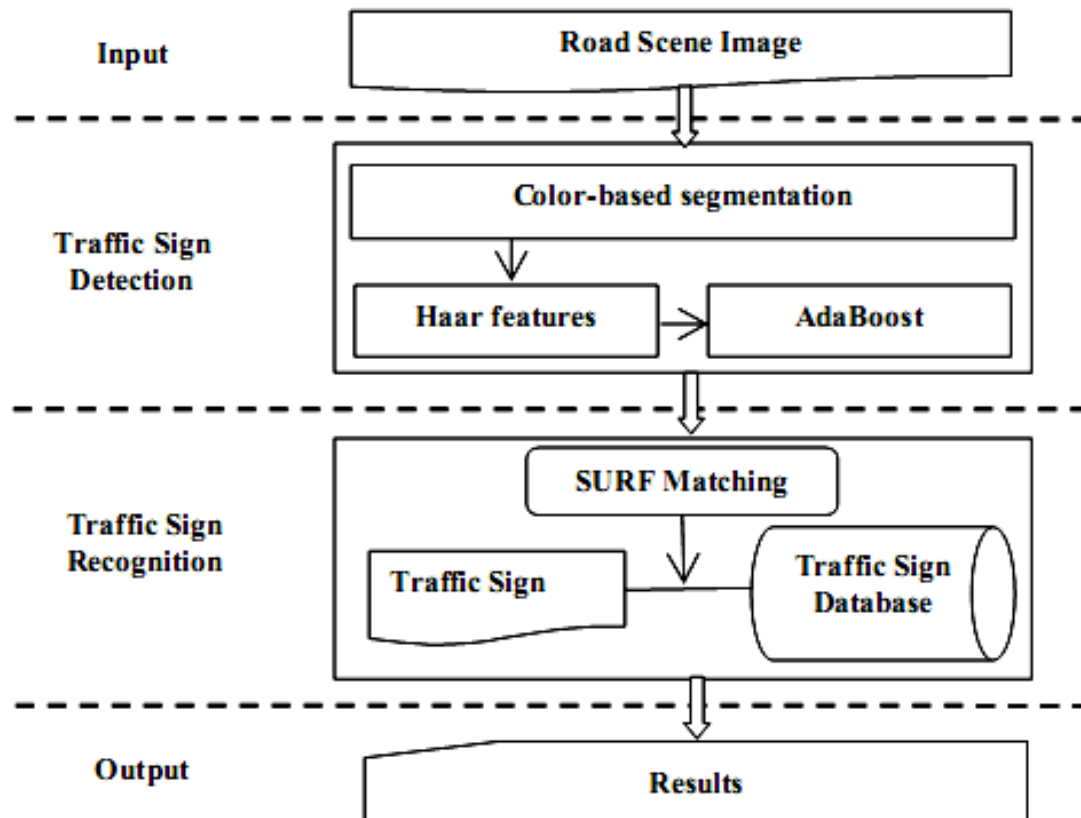 Input
Road Scene Image
Traffic Sign
Detection
Color-based segmentation
Haar features
AdaBoost
Traffic Sign
Recognition
SURF Matching
Traffic Sign
Traffic Sign
Database
Output
Results